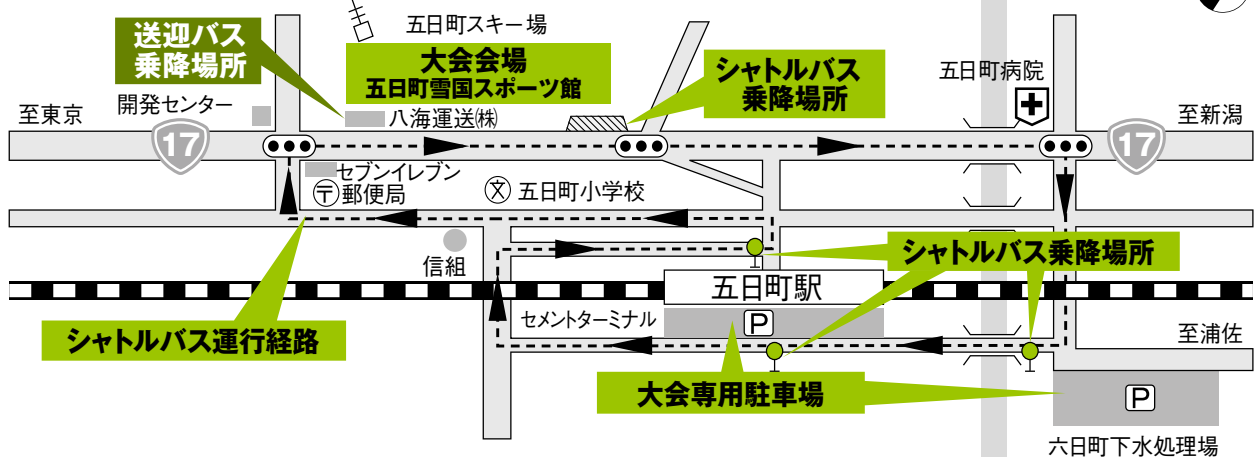 五日町スキー場
送迎バス
乗降場所
大会会場
五日町雪国スポーツ館
シャトルバス
乗降場所
五日町病院
至東京
開発センター
八海運送㈱
至新潟
17
17
セブンイレブン
〒郵便局
文 五日町小学校
信組
シャトルバス乗降場所
五日町駅
シャトルバス運行経路
セメントターミナル
P
至浦佐
大会専用駐車場
P
六日町下水処理場